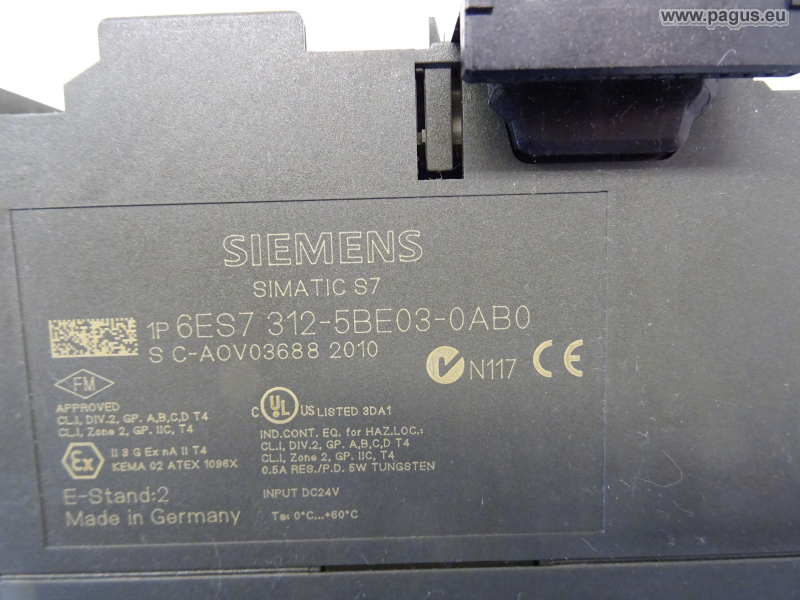 www.pagus.eu
SIEMENS
SIMATIC S7
1P 6ES7 312-5BE03-0AB0
S C-A0V03688 2010
N117 CE
FM
APPROVED
CL.I, DIV.2, GP. A,B,C,D T4
CL.I, Zone 2, GP. IIC, T4
C UL US LISTED 3DA1
IND.CONT. EQ. for HAZ.LOC.:
CL.I, DIV.2, GP. A,B,C,D T4
CL.I, Zone 2, GP. IIC, T4
0.5A RES./P.D. 5W TUNGSTEN
Ex II 3 G Ex nA II T4
KEMA 02 ATEX 1096X
E-Stand:2
Made in Germany
INPUT DC24V
Ta: 0°C...+60°C